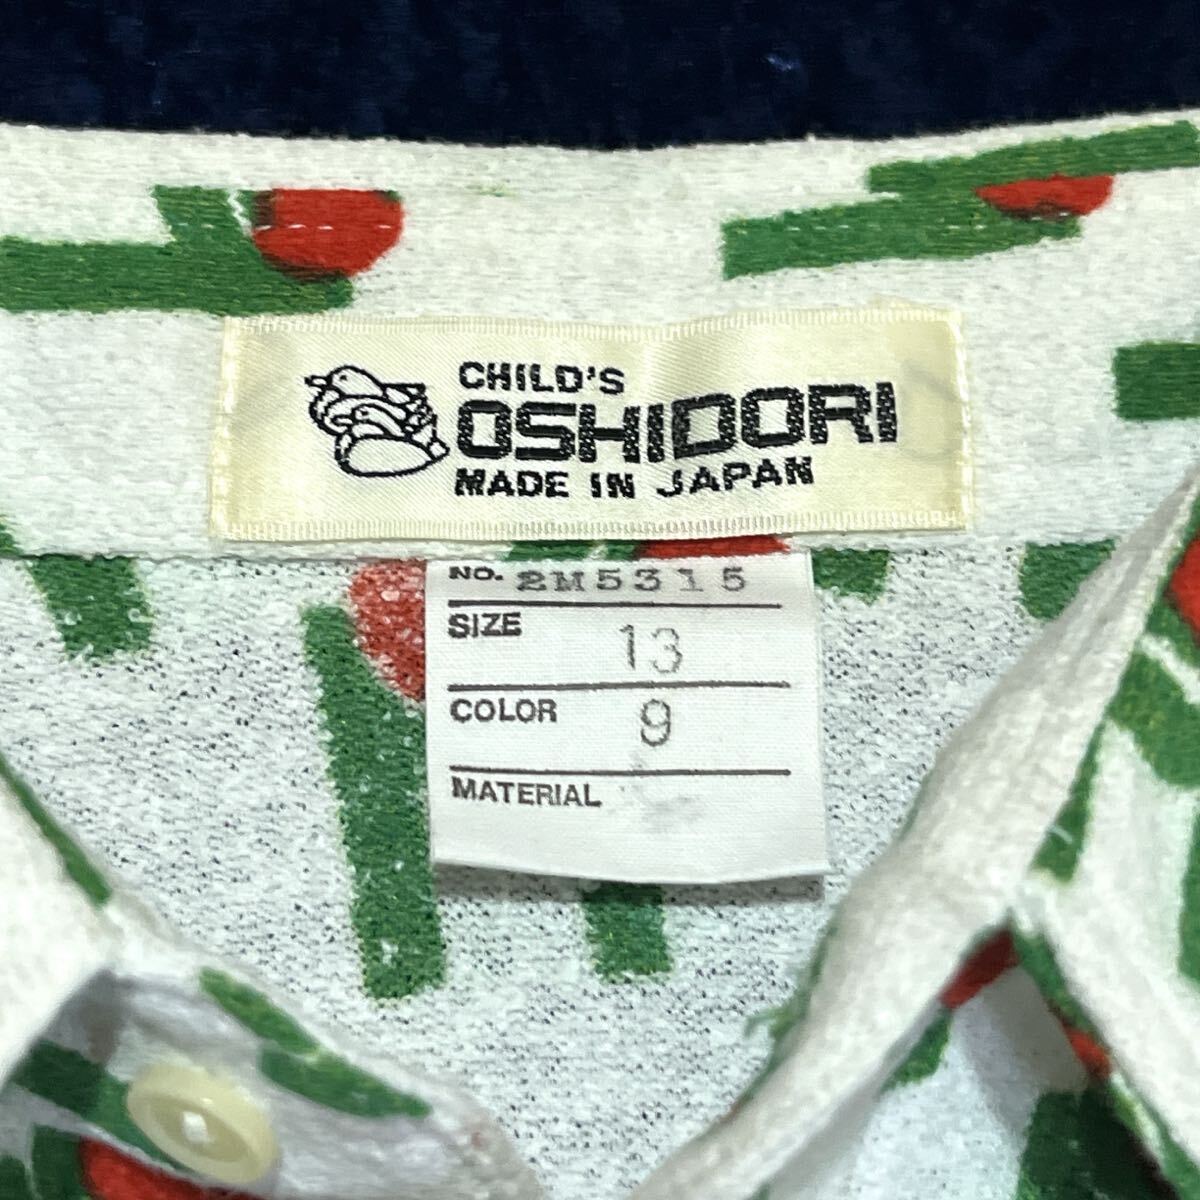 CHILD'S
OSHIDORI
MADE IN JAPAN
NO. 2M5315
SIZE 13
COLOR 9
MATERIAL